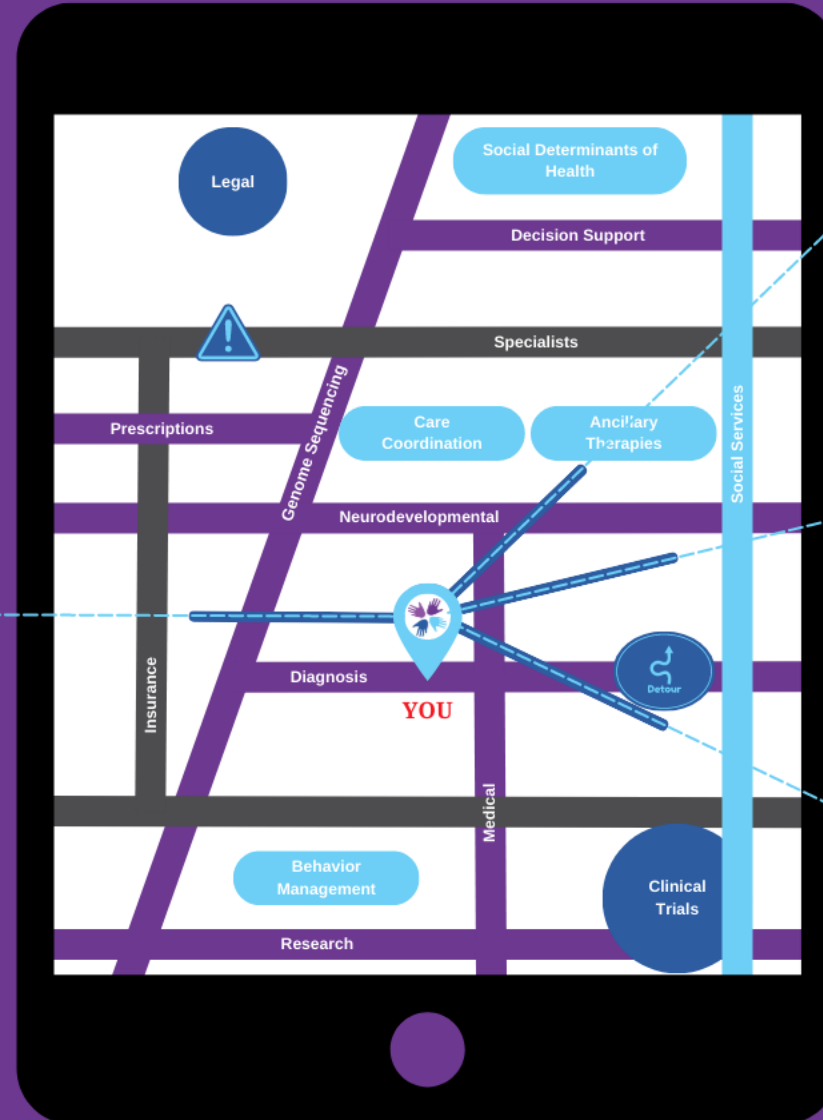 Social Determinants of
Health
Legal
Decision Support
!
Specialists
Genome Sequencing
Social Services
Prescriptions
Care
Coordination
Ancillary
Therapies
Neurodevelopmental
Insurance
Diagnosis
Detour
YOU
Medical
Behavior
Management
Clinical
Trials
Research